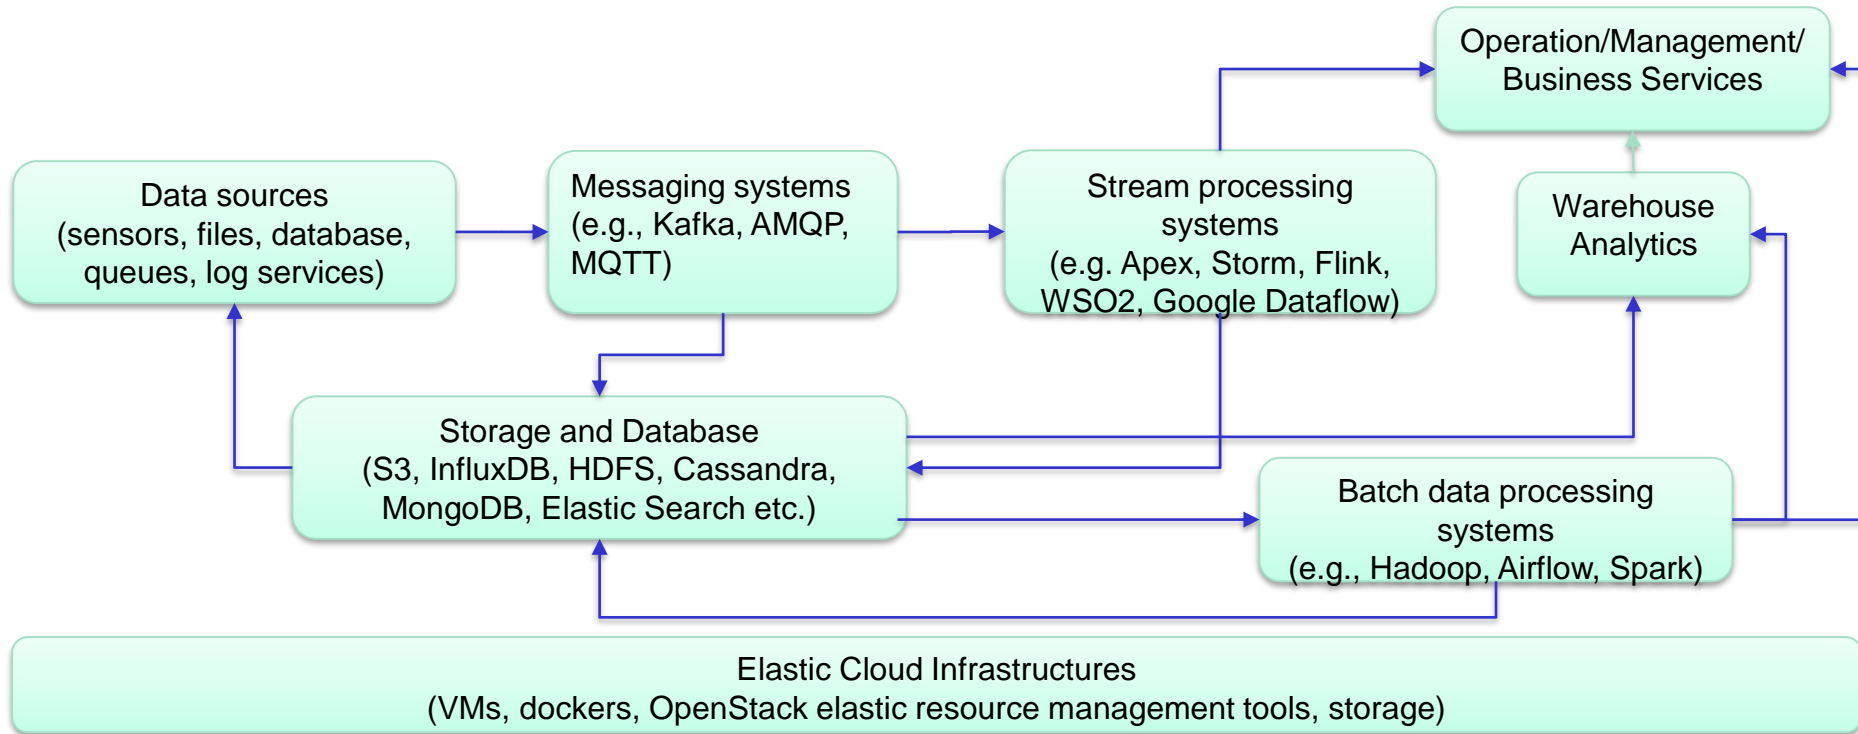 Operation/Management/
Business Services
Data sources
(sensors, files, database,
queues, log services)
Messaging systems
(e.g., Kafka, AMQP,
MQTT)
Stream processing
systems
(e.g. Apex, Storm, Flink,
WSO2, Google Dataflow)
Warehouse
Analytics
Storage and Database
(S3, InfluxDB, HDFS, Cassandra,
MongoDB, Elastic Search etc.)
Batch data processing
systems
(e.g., Hadoop, Airflow, Spark)
Elastic Cloud Infrastructures
(VMs, dockers, OpenStack elastic resource management tools, storage)